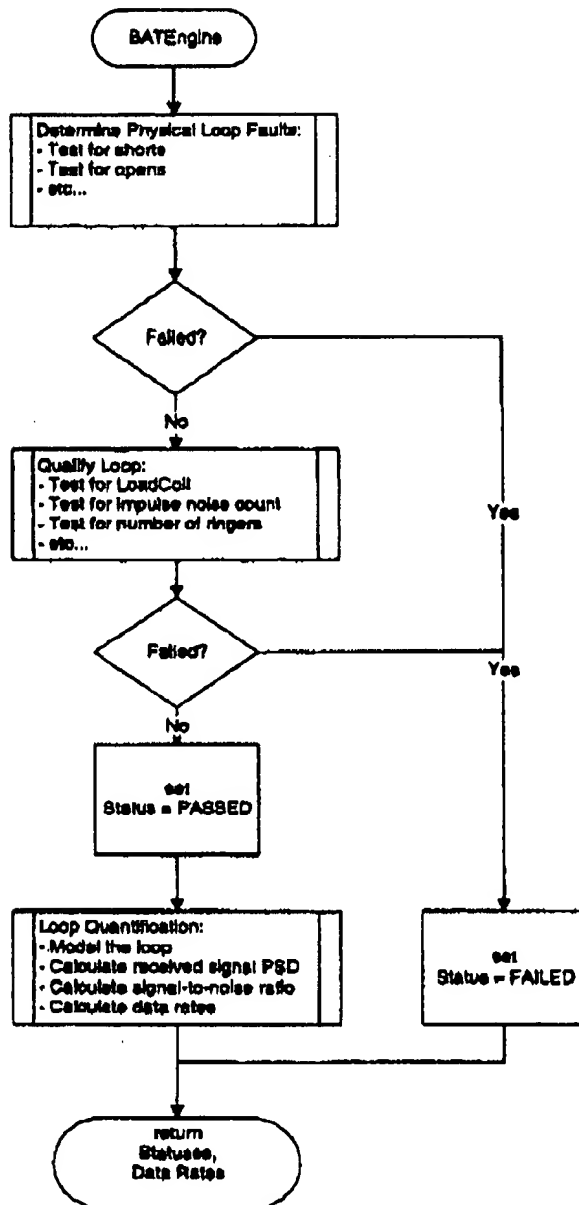 BATEngine
Determine Physical Loop Faults:
- Test for shorts
- Test for opens
- etc...
Failed?
No
Qualify Loop:
- Test for LoadCoil
- Test for impulse noise count
- Test for number of ringers
- etc...
Yes
Failed?
Yes
No
set
Status = PASSED
Loop Quantification:
- Model the loop
- Calculate received signal PSD
- Calculate signal-to-noise ratio
- Calculate data rates
set
Status = FAILED
return
Statuses,
Data Rates